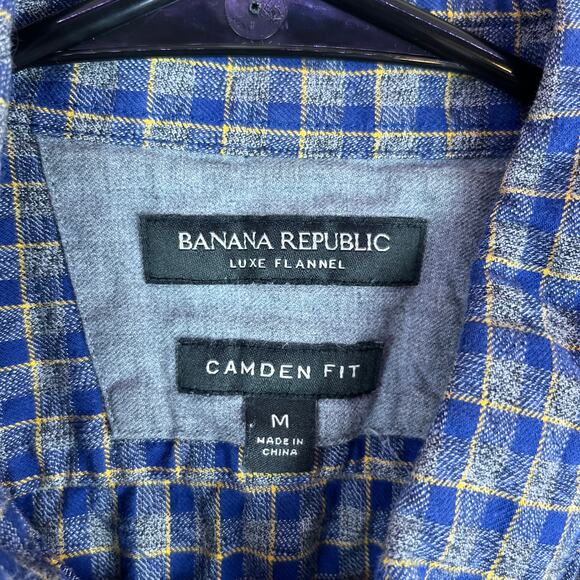 BANANA REPUBLIC
LUXE FLANNEL
CAMDEN FIT
M
MADE IN
CHINA